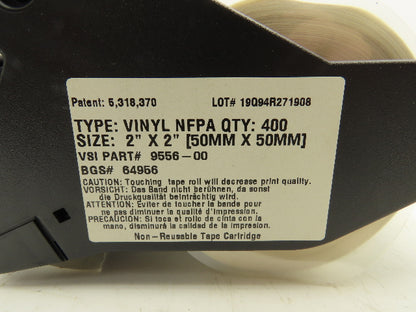 Patent: 5,318,370 LOT# 19Q94R271908
TYPE: VINYL NFPA QTY: 400
SIZE: 2" X 2" [50MM X 50MM]
VSI PART# 9556-00
BGS# 64956
CAUTION: Touching tape roll will decrease print quality.
VORSICHT: Das Band nicht berühren, da sonst
die Druckqualität beinträchtig wird.
ATTENTION: Eviter de toucher la bande pour
ne pas diminuer la qualité d'impression.
PRECAUCION: Si toca el rollo de cinta con la
mano, disminurá la calidad de la impresion.
Non-Reusable Tape Cartridge